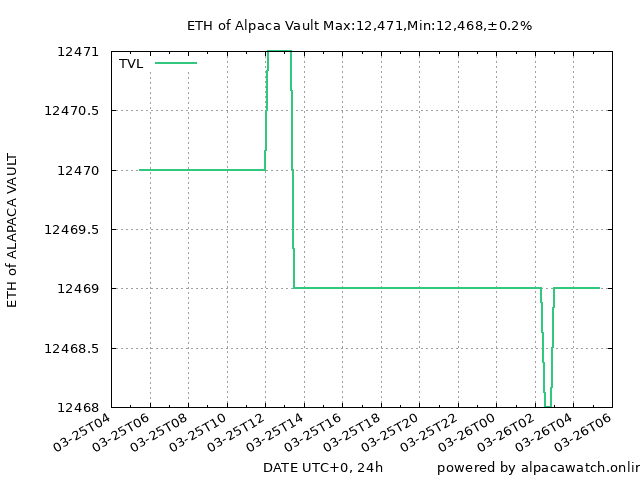 ETH of Alpaca Vault Max:12,471,Min:12,468,±0.2%
TVL
12471
12470.5
12470
12469.5
12469
12468.5
12468
ETH of ALAPACA VAULT
03-25T04
03-25T06
03-25T08
03-25T10
03-25T12
03-25T14
03-25T16
03-25T18
03-25T20
03-25T22
03-26T00
03-26T02
03-26T04
03-26T06
DATE UTC+0, 24h
powered by alpacawatch.onlin